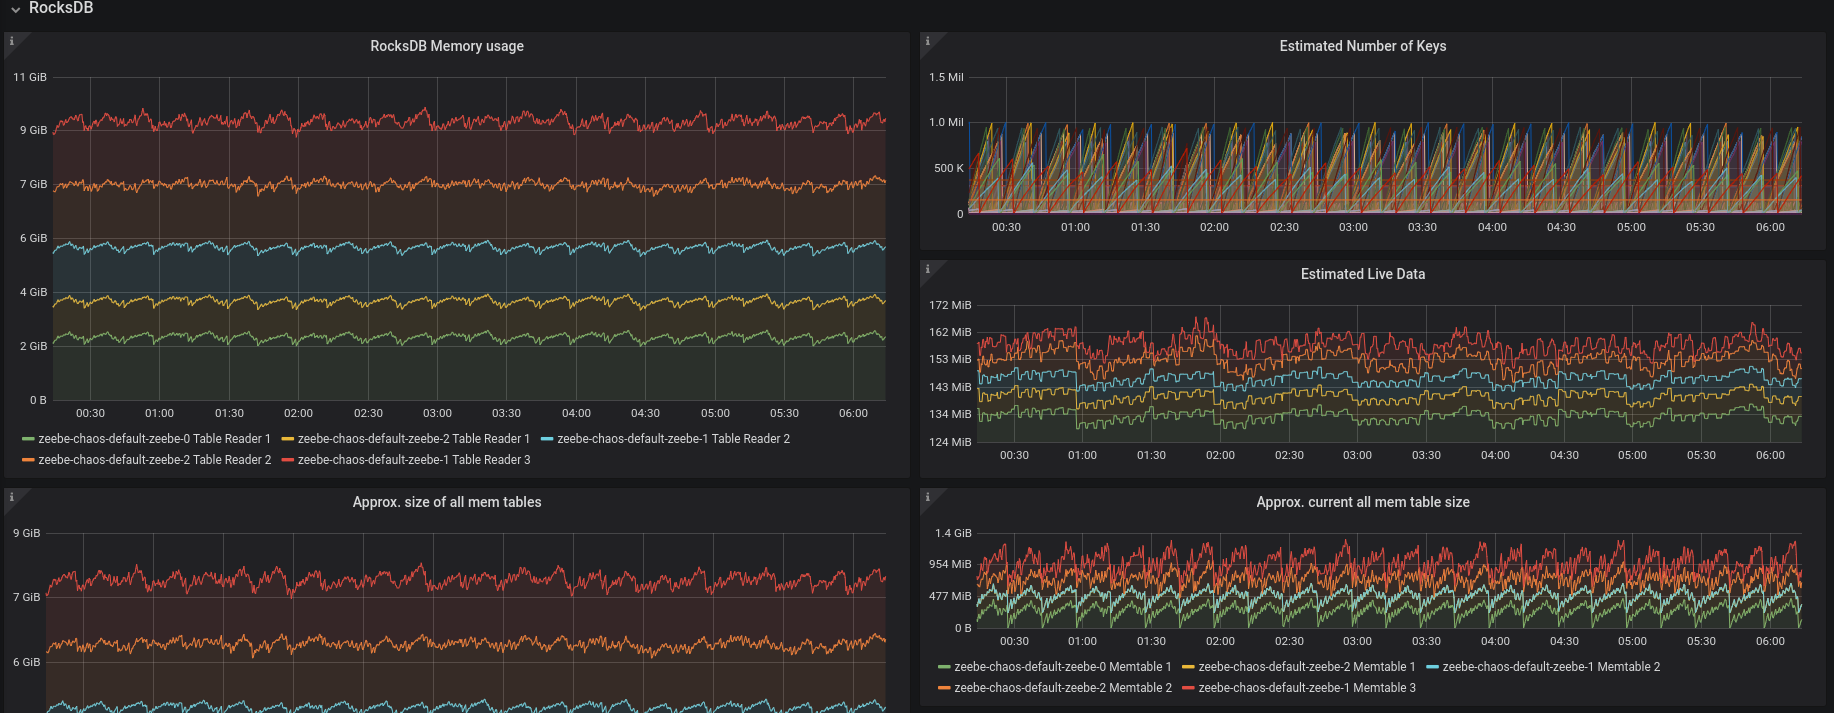 RocksDB
RocksDB Memory usage
11 GiB
9 GiB
7 GiB
6 GiB
4 GiB
2 GiB
0 B
00:30 01:00 01:30 02:00 02:30 03:00 03:30 04:00 04:30 05:00 05:30 06:00
zeebe-chaos-default-zeebe-0 Table Reader 1 zeebe-chaos-default-zeebe-2 Table Reader 1 zeebe-chaos-default-zeebe-1 Table Reader 2
zeebe-chaos-default-zeebe-2 Table Reader 2 zeebe-chaos-default-zeebe-1 Table Reader 3
Estimated Number of Keys
1.5 Mil
1.0 Mil
500 K
0
00:30 01:00 01:30 02:00 02:30 03:00 03:30 04:00 04:30 05:00 05:30 06:00
Estimated Live Data
172 MiB
162 MiB
153 MiB
143 MiB
134 MiB
124 MiB
00:30 01:00 01:30 02:00 02:30 03:00 03:30 04:00 04:30 05:00 05:30 06:00
Approx. size of all mem tables
9 GiB
7 GiB
6 GiB
Approx. current all mem table size
1.4 GiB
954 MiB
477 MiB
0 B
00:30 01:00 01:30 02:00 02:30 03:00 03:30 04:00 04:30 05:00 05:30 06:00
zeebe-chaos-default-zeebe-0 Memtable 1 zeebe-chaos-default-zeebe-2 Memtable 1 zeebe-chaos-default-zeebe-1 Memtable 2
zeebe-chaos-default-zeebe-2 Memtable 2 zeebe-chaos-default-zeebe-1 Memtable 3